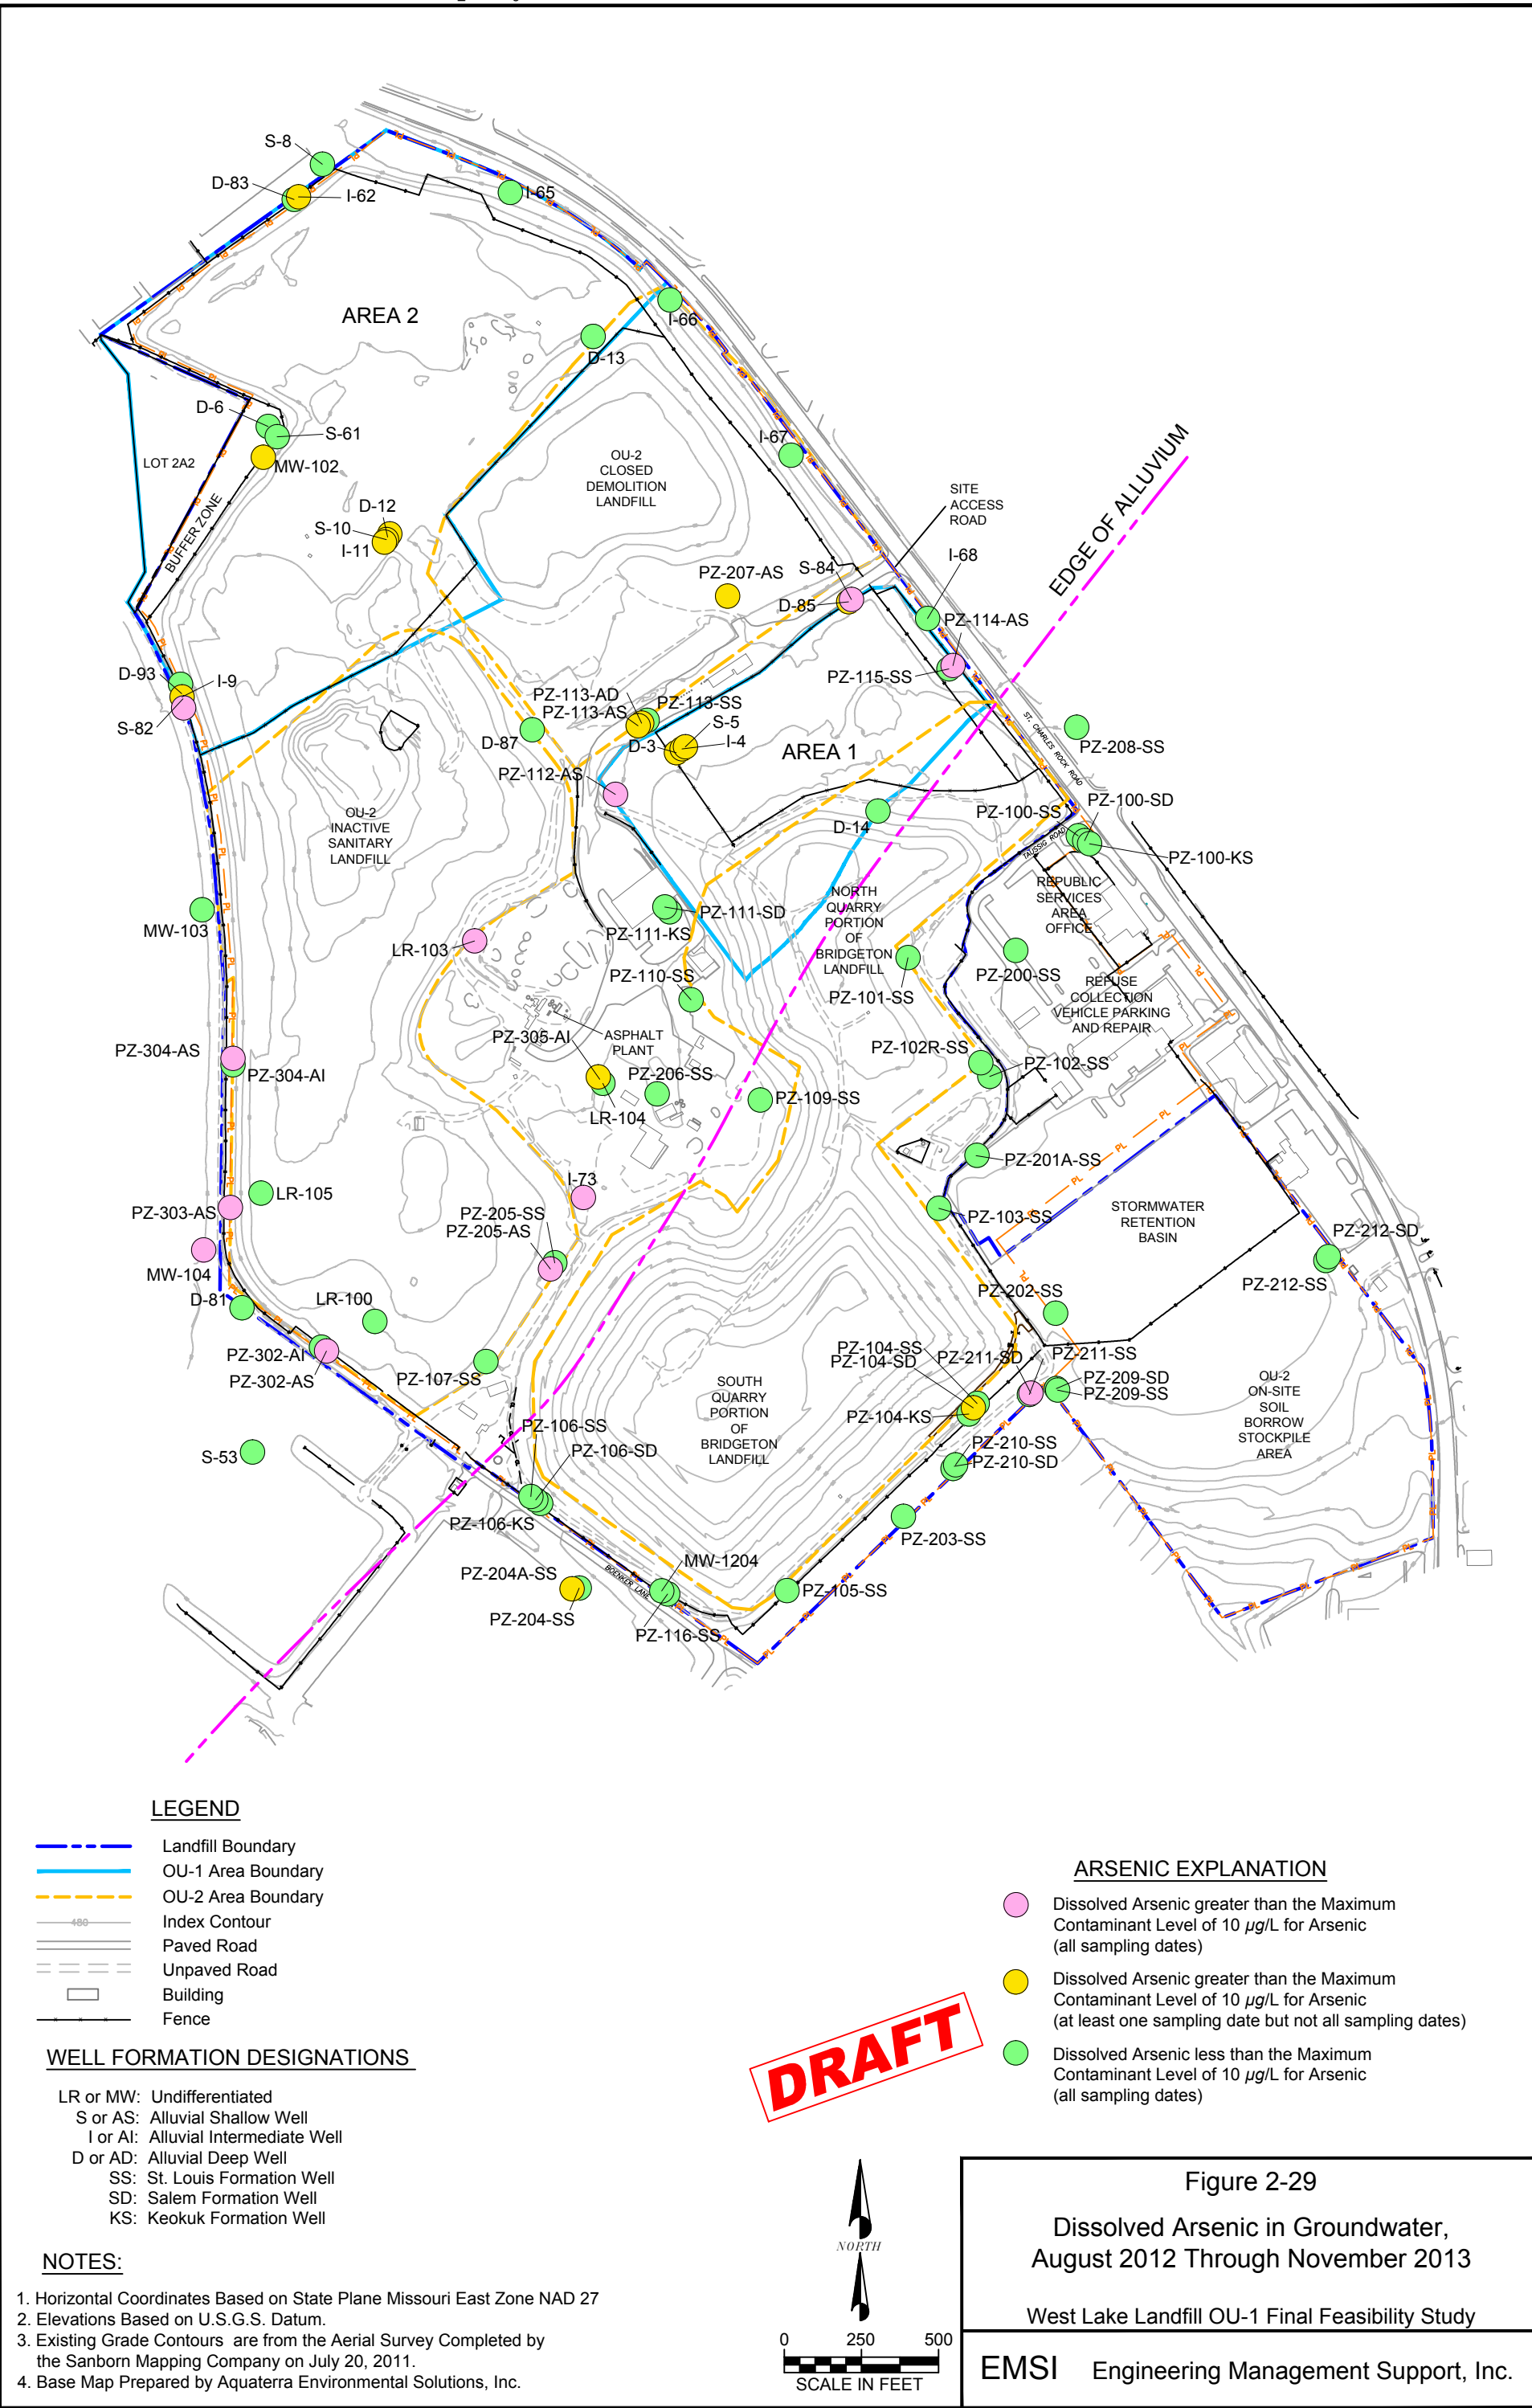 S-8
D-83
I-62
I-65
AREA 2
I-66
D-13
D-6
S-61
LOT 2A2
MW-102
BUFFER ZONE
OU-2
CLOSED
DEMOLITION
LANDFILL
I-67
D-12
S-10
I-11
SITE
ACCESS
ROAD
EDGE OF ALLUVIUM
I-68
PZ-207-AS
S-84
D-85
PZ-114-AS
PZ-115-SS
D-93
I-9
S-82
PZ-113-AD
PZ-113-AS
PZ-113-SS
S-5
D-87
D-3
I-4
AREA 1
ST. CHARLES ROCK ROAD
PZ-208-SS
PZ-112-AS
OU-2
INACTIVE
SANITARY
LANDFILL
D-14
PZ-100-SS
PZ-100-SD
TAUSSIG ROAD
PZ-100-KS
MW-103
REPUBLIC
SERVICES
AREA
OFFICE
NORTH
QUARRY
PORTION
OF
BRIDGETON
LANDFILL
PZ-111-SD
PZ-111-KS
LR-103
PZ-110-SS
PZ-101-SS
PZ-200-SS
REFUSE
COLLECTION
VEHICLE PARKING
AND REPAIR
PZ-304-AS
PZ-304-AI
PZ-305-AI
ASPHALT
PLANT
PZ-206-SS
LR-104
PZ-109-SS
PZ-102R-SS
PZ-102-SS
PZ-201A-SS
I-73
LR-105
PZ-303-AS
PZ-205-SS
PZ-205-AS
PZ-103-SS
STORMWATER
RETENTION
BASIN
PZ-212-SD
PZ-212-SS
MW-104
D-81
LR-100
PZ-202-SS
PZ-302-AI
PZ-302-AS
PZ-107-SS
PZ-104-SS
PZ-104-SD
PZ-211-SD
PZ-211-SS
PZ-209-SD
PZ-209-SS
PZ-104-KS
SOUTH
QUARRY
PORTION
OF
BRIDGETON
LANDFILL
OU-2
ON-SITE
SOIL
BORROW
STOCKPILE
AREA
S-53
PZ-106-SS
PZ-106-SD
PZ-106-KS
PZ-210-SS
PZ-210-SD
PZ-203-SS
MW-1204
PZ-204A-SS
PZ-204-SS
BOENKER LANE
PZ-105-SS
PZ-116-SS
LEGEND
Landfill Boundary
OU-1 Area Boundary
OU-2 Area Boundary
480
Index Contour
Paved Road
Unpaved Road
Building
Fence
WELL FORMATION DESIGNATIONS
LR or MW: Undifferentiated
S or AS: Alluvial Shallow Well
I or AI: Alluvial Intermediate Well
D or AD: Alluvial Deep Well
SS: St. Louis Formation Well
SD: Salem Formation Well
KS: Keokuk Formation Well
NOTES:
1. Horizontal Coordinates Based on State Plane Missouri East Zone NAD 27
2. Elevations Based on U.S.G.S. Datum.
3. Existing Grade Contours are from the Aerial Survey Completed by
the Sanborn Mapping Company on July 20, 2011.
4. Base Map Prepared by Aquaterra Environmental Solutions, Inc.
ARSENIC EXPLANATION
Dissolved Arsenic greater than the Maximum
Contaminant Level of 10 µg/L for Arsenic
(all sampling dates)
Dissolved Arsenic greater than the Maximum
Contaminant Level of 10 µg/L for Arsenic
(at least one sampling date but not all sampling dates)
Dissolved Arsenic less than the Maximum
Contaminant Level of 10 µg/L for Arsenic
(all sampling dates)
DRAFT
NORTH
0 250 500
SCALE IN FEET
Figure 2-29
Dissolved Arsenic in Groundwater,
August 2012 Through November 2013
West Lake Landfill OU-1 Final Feasibility Study
EMSI Engineering Management Support, Inc.